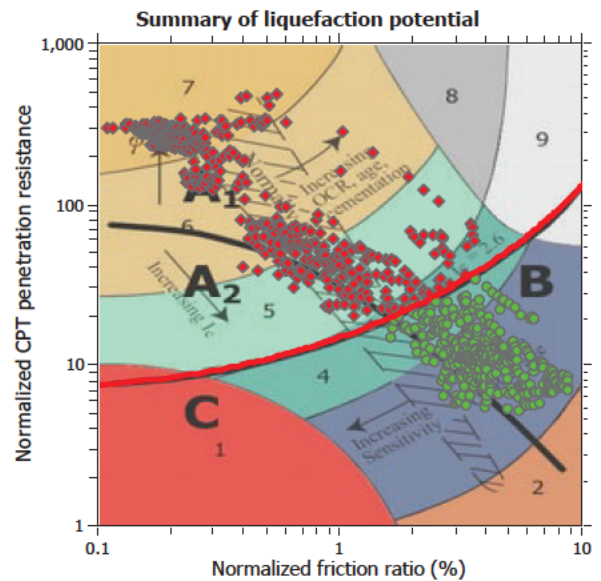 Summary of liquefaction potential
1,000
7
8
9
Increasing
OCR, age,
cementation
A1
100
6
A2
B
Increasing Ic
5
10
4
C
1
Increasing
Sensitivity
2
1
0.1
1
10
Normalized friction ratio (%)
Normalized CPT penetration resistance